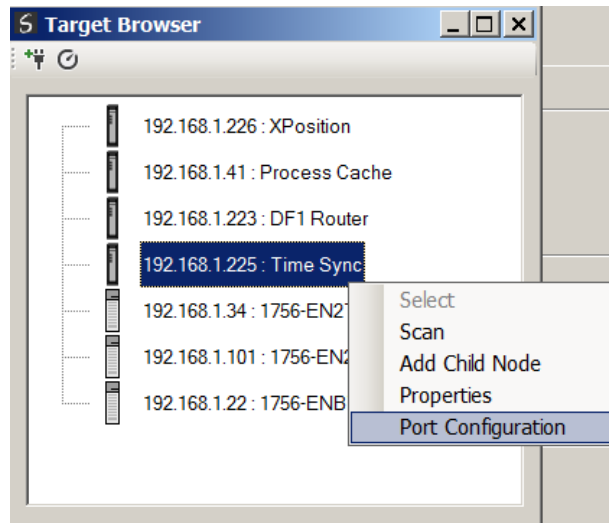 Target Browser
192.168.1.226 : XPosition
192.168.1.41 : Process Cache
192.168.1.223 : DF1 Router
192.168.1.225 : Time Sync
192.168.1.34 : 1756-EN2T
192.168.1.101 : 1756-EN2
192.168.1.22 : 1756-ENB
Select
Scan
Add Child Node
Properties
Port Configuration